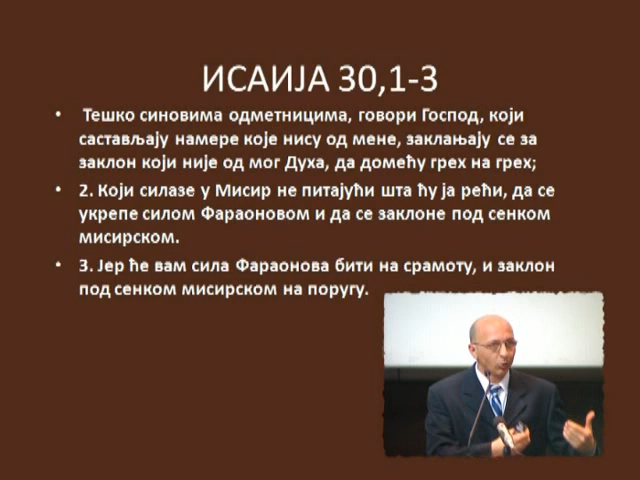 ИСАИЈА 30,1-3
• Тешко синовима одметницима, говори Господ, који
састављају намере које нису од мене, заклањају се за
заклон који није од мог Духа, да домећу грех на грех;
• 2. Који силазе у Мисир не питајући шта ћу ја рећи, да се
укрепе силом Фараоновом и да се заклоне под сенком
мисирском.
• 3. Јер ће вам сила Фараонова бити на срамоту, и заклон
под сенком мисирском на поругу.